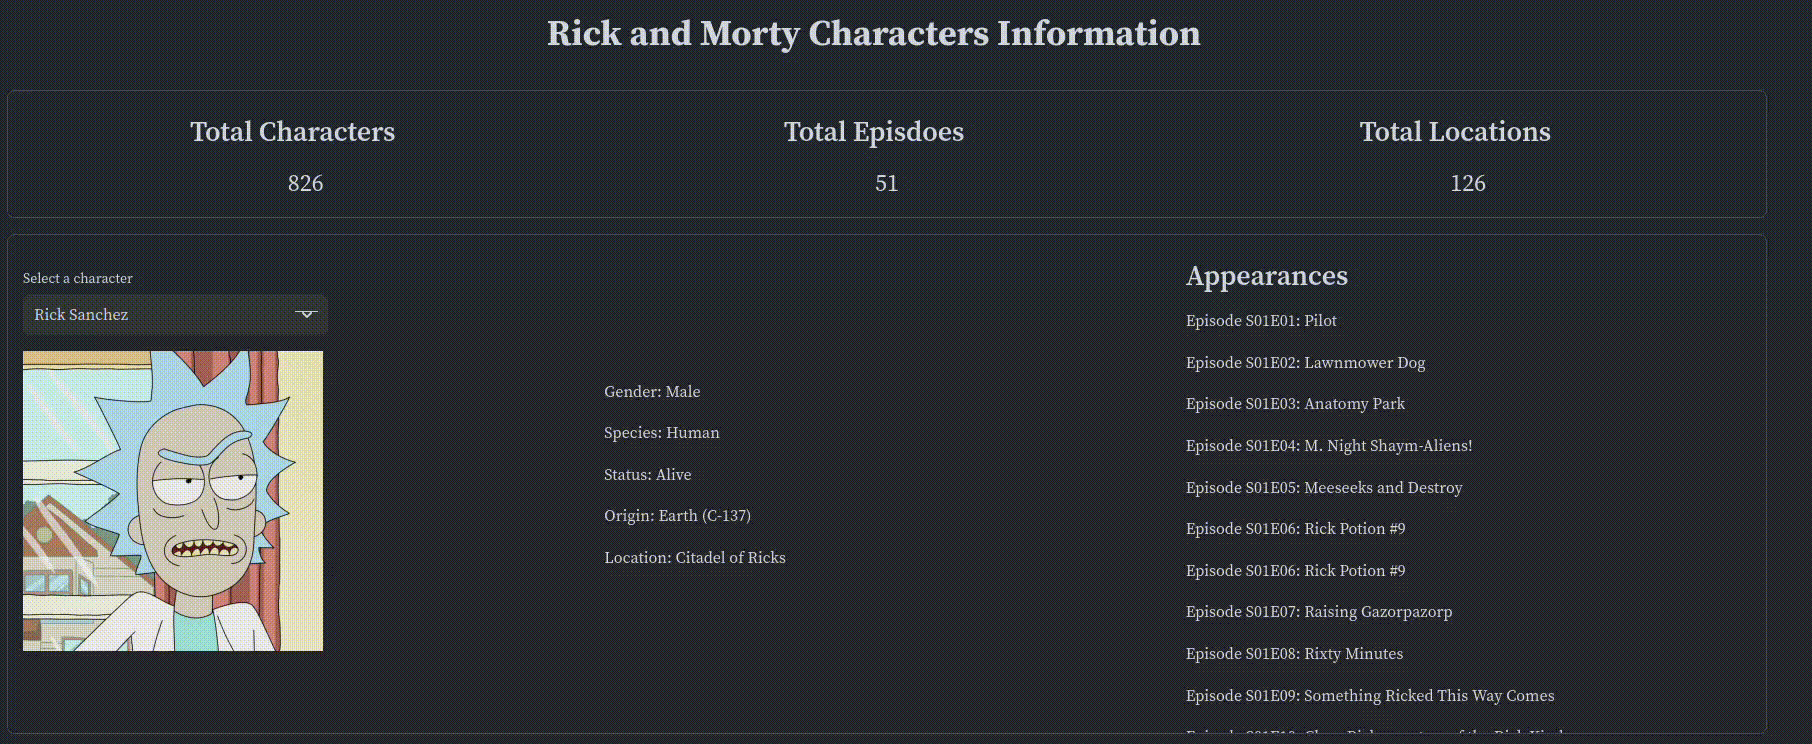 Rick and Morty Characters Information
Total Characters
Total Episdoes
Total Locations
826
51
126
Select a character
Rick Sanchez
Gender: Male
Species: Human
Status: Alive
Origin: Earth (C-137)
Location: Citadel of Ricks
Appearances
Episode S01E01: Pilot
Episode S01E02: Lawnmower Dog
Episode S01E03: Anatomy Park
Episode S01E04: M. Night Shaym-Aliens!
Episode S01E05: Meeseeks and Destroy
Episode S01E06: Rick Potion #9
Episode S01E06: Rick Potion #9
Episode S01E07: Raising Gazorpazorp
Episode S01E08: Rixty Minutes
Episode S01E09: Something Ricked This Way Comes